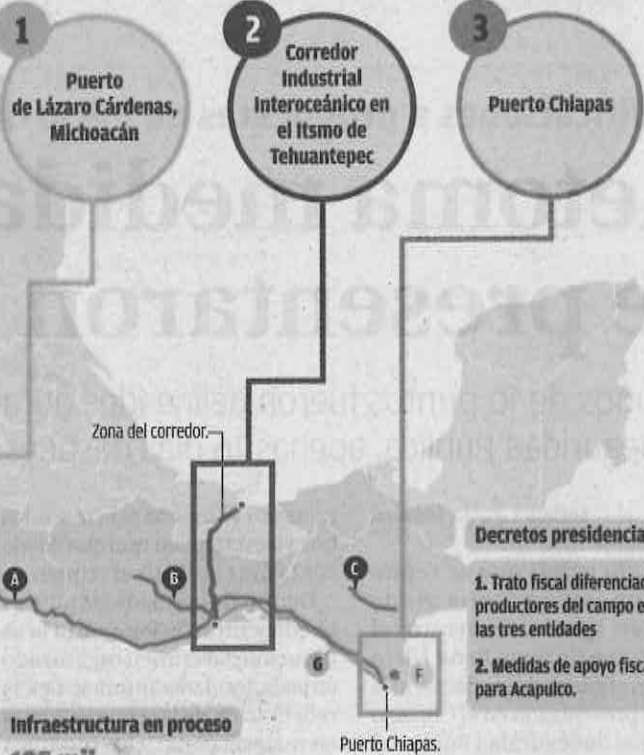 1
Puerto
de Lázaro Cárdenas,
Michoacán
2
Corredor
Industrial
Interoceánico en
el Itsmo de
Tehuantepec
3
Puerto Chiapas
Zona del corredor.
A
B
C
G
F
Puerto Chiapas.
Decretos presidencia
1. Trato fiscal diferenciad
productores del campo e
las tres entidades
2. Medidas de apoyo fisca
para Acapulco.
Infraestructura en proceso